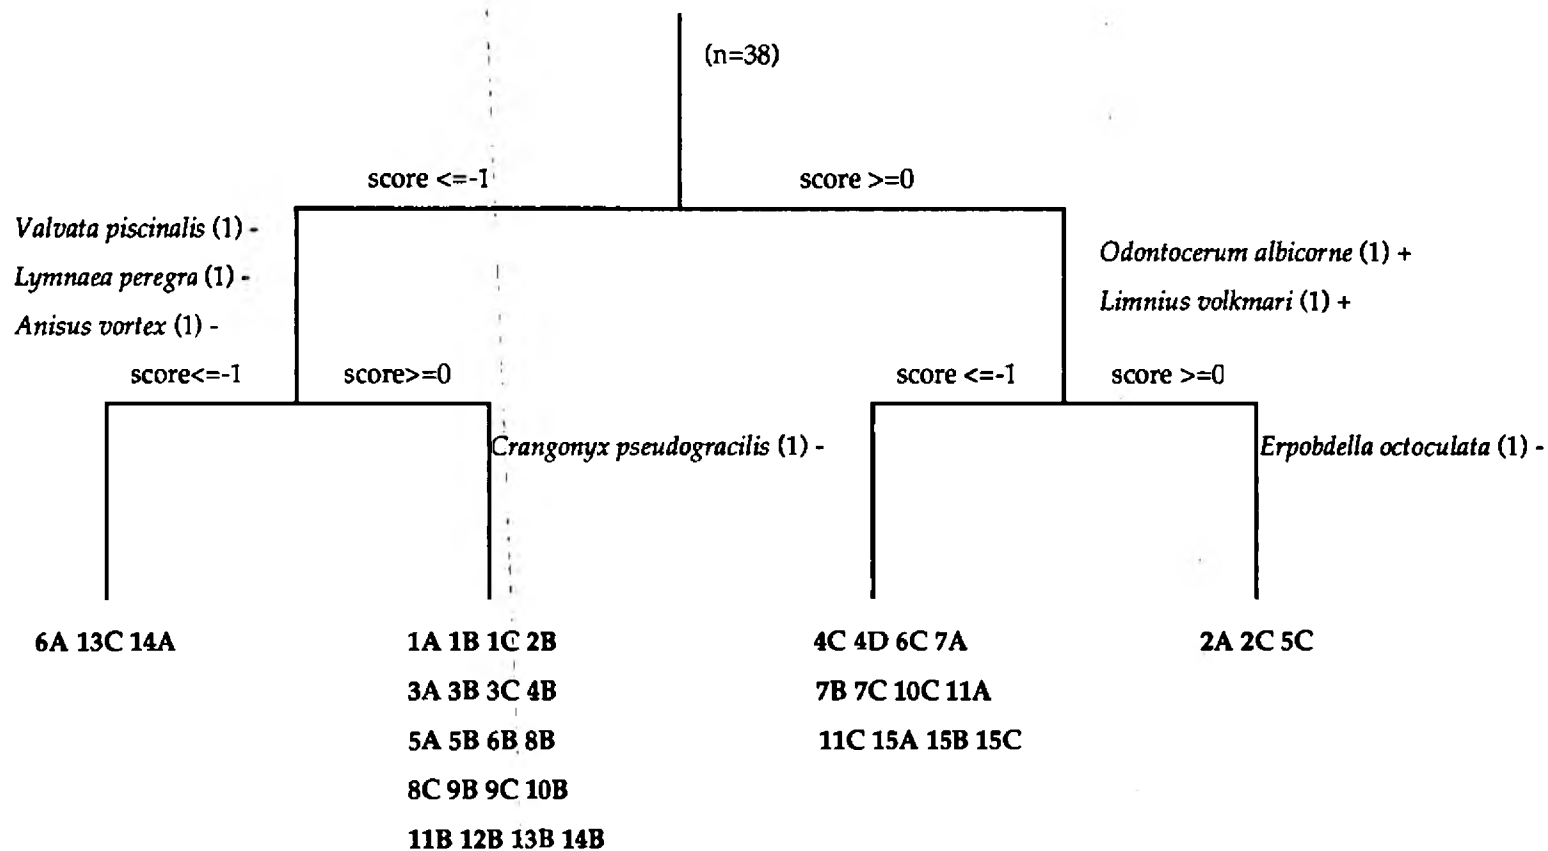 (n=38)
score <=-1
score >=0
Valvata piscinalis (1) -
Lymnaea peregra (1) -
Anisus vortex (1) -
Odontocerum albicorne (1) +
Limnius volkmari (1) +
score<=-1
score>=0
score <=-1
score >=0
Crangonyx pseudogracilis (1) -
Erpobdella octoculata (1) -
6A 13C 14A
1A 1B 1C 2B
3A 3B 3C 4B
5A 5B 6B 8B
8C 9B 9C 10B
11B 12B 13B 14B
4C 4D 6C 7A
7B 7C 10C 11A
11C 15A 15B 15C
2A 2C 5C